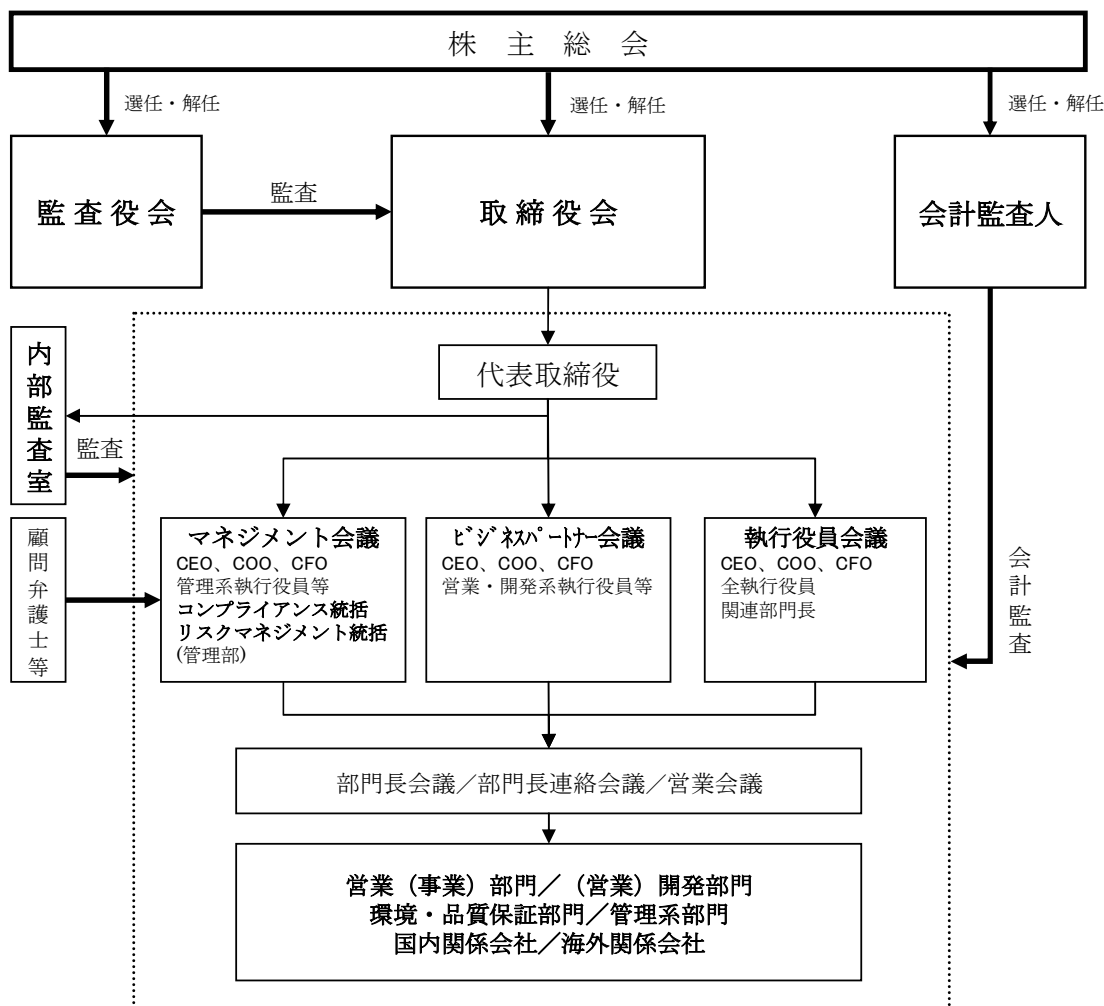 株 主 総 会
選任・解任
選任・解任
選任・解任
監査役会
監査
取締役会
会計監査人
代表取締役
内部監査室
監査
顧問弁護士等
マネジメント会議
CEO、COO、CFO
管理系執行役員等
コンプライアンス統括
リスクマネジメント統括
(管理部)
ビジネスパートナー会議
CEO、COO、CFO
営業・開発系執行役員等
執行役員会議
CEO、COO、CFO
全執行役員
関連部門長
会計監査
部門長会議／部門長連絡会議／営業会議
営業（事業）部門／（営業）開発部門
環境・品質保証部門／管理系部門
国内関係会社／海外関係会社